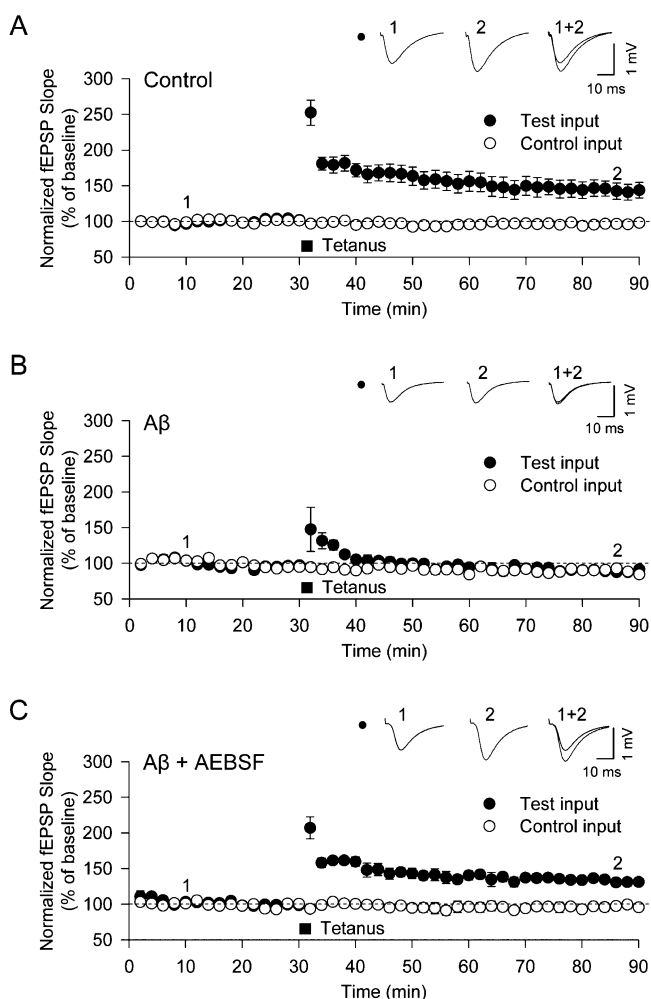 A
1 2 1+2
1 mV
10 ms
Control
Test input
Control input
Normalized fEPSP Slope
(% of baseline)
300
250
200
150
100
50
1
2
Tetanus
0 10 20 30 40 50 60 70 80 90
Time (min)
B
1 2 1+2
1 mV
10 ms
Aβ
Test input
Control input
Normalized fEPSP Slope
(% of baseline)
300
250
200
150
100
50
1
2
Tetanus
0 10 20 30 40 50 60 70 80 90
Time (min)
C
1 2 1+2
1 mV
10 ms
Aβ + AEBSF
Test input
Control input
Normalized fEPSP Slope
(% of baseline)
300
250
200
150
100
50
1
2
Tetanus
0 10 20 30 40 50 60 70 80 90
Time (min)